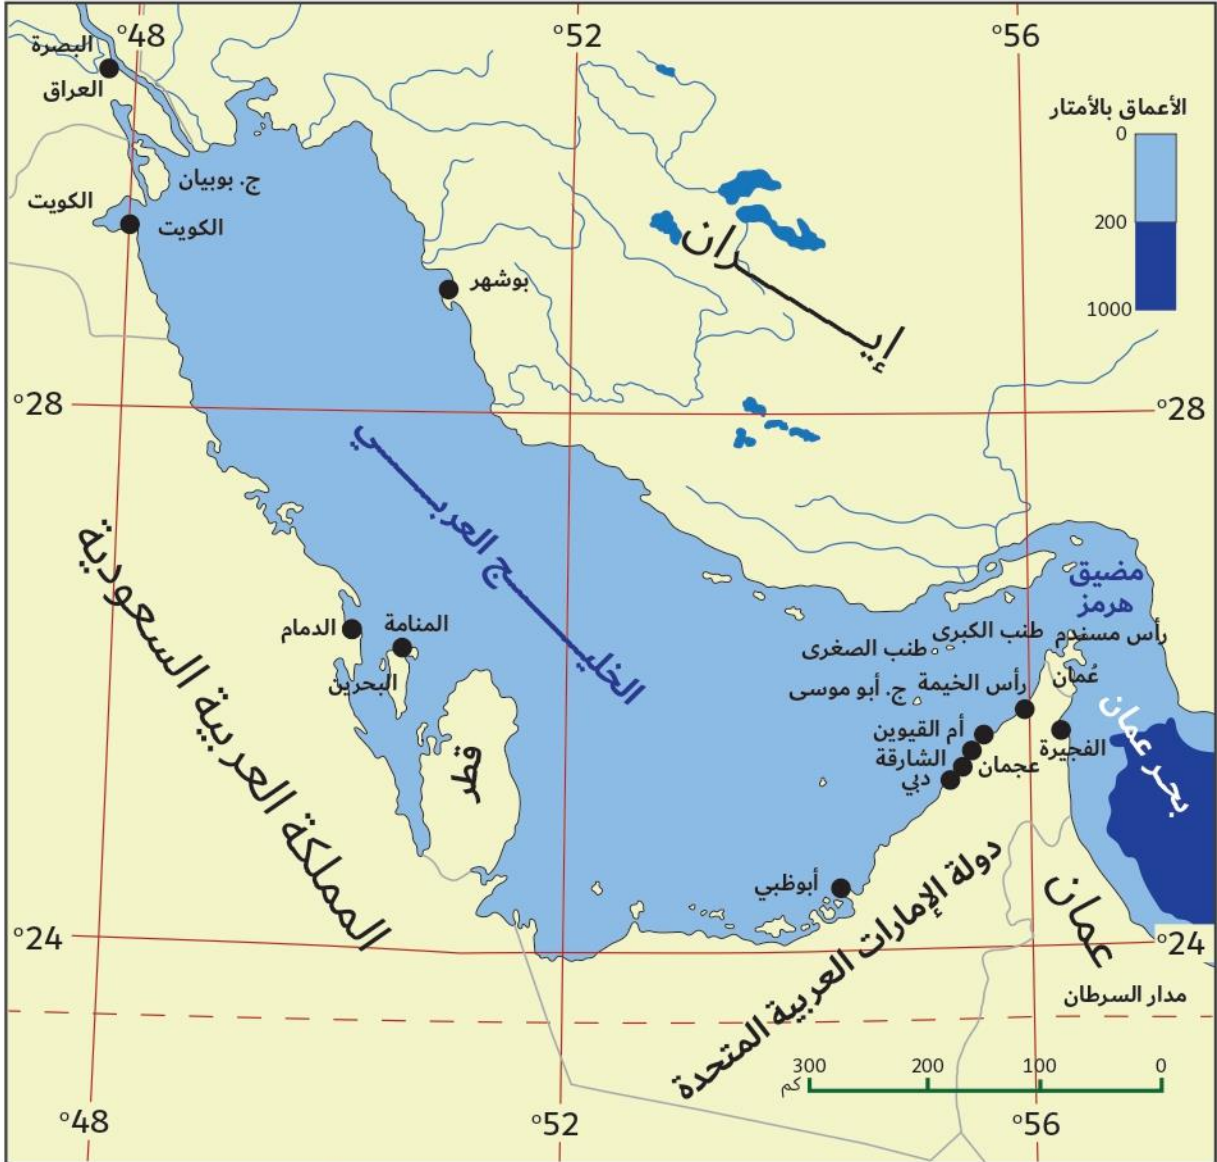 °48
°52
°56
البصرة
العراق
الأعماق بالأمتار
0
200
1000
ج. بوبيان
الكويت
الكويت
بوشهر
إيـــران
°28
°28
الخليـــج العربـــي
المملكة العربية السعودية
مضيق
هرمز
الدمام
المنامة
البحرين
قطر
رأس مسندم
طنب الكبرى
طنب الصغرى
عُمان
رأس الخيمة
ج. أبو موسى
بحر عمان
أم القيوين
الفجيرة
الشارقة
عجمان
دبي
أبوظبي
دولة الإمارات العربية المتحدة
عمان
°24
°24
مدار السرطان
300
200
100
0
كم
°48
°52
°56